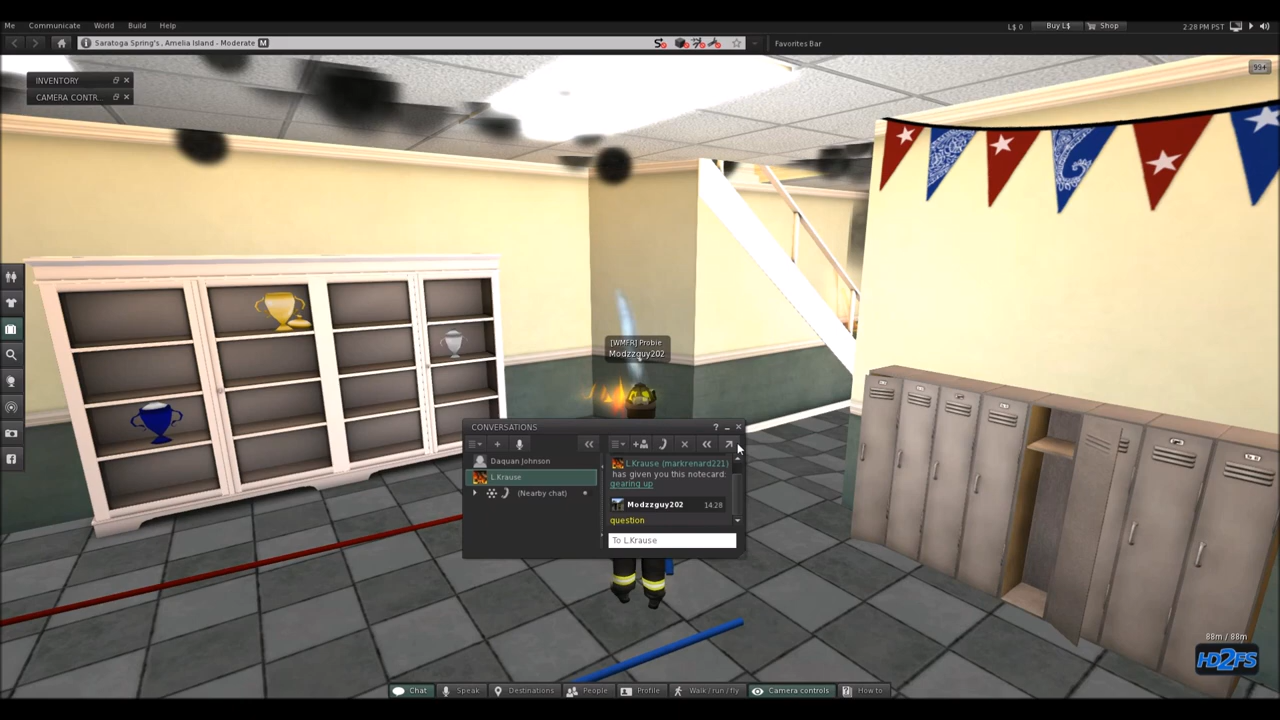 Me Communicate World Build Help
L$ 0 Buy L$ Shop 2:28 PM PST
Saratoga Spring's , Amelia Island - Moderate M
Favorites Bar
99+
INVENTORY
CAMERA CONTR...
[WMFR] Probie
Modzzguy202
CONVERSATIONS
Daquan Johnson
L.Krause
(Nearby chat)
L.Krause (markrenard221)
has given you this notecard:
gearing up
Modzzguy202 14:28
question
To L.Krause
88m / 88m
HD2FS
Chat Speak Destinations People Profile Walk / run / fly Camera controls How to